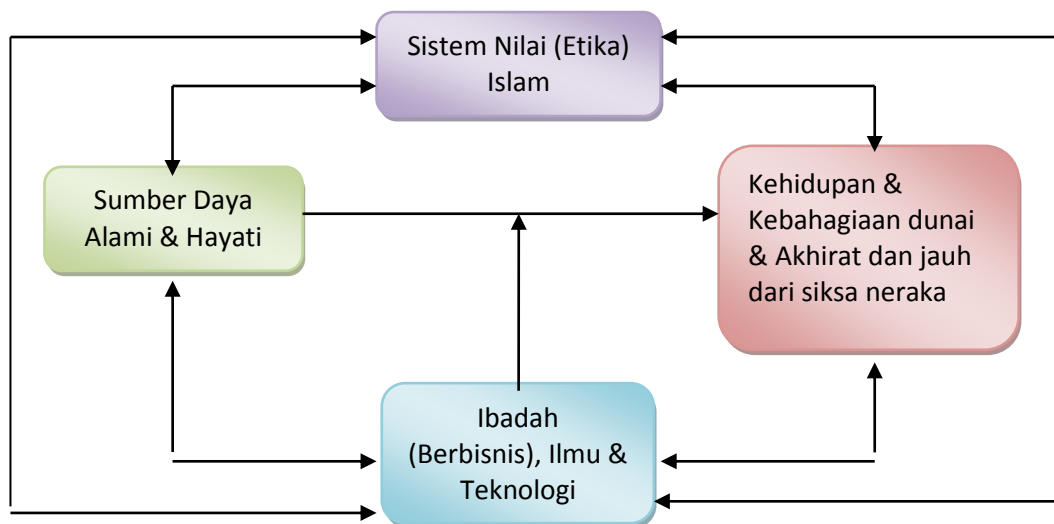 Sistem Nilai (Etika)
Islam
Sumber Daya
Alami & Hayati
Kehidupan &
Kebahagiaan dunai
& Akhirat dan jauh
dari siksa neraka
Ibadah
(Berbisnis), Ilmu &
Teknologi